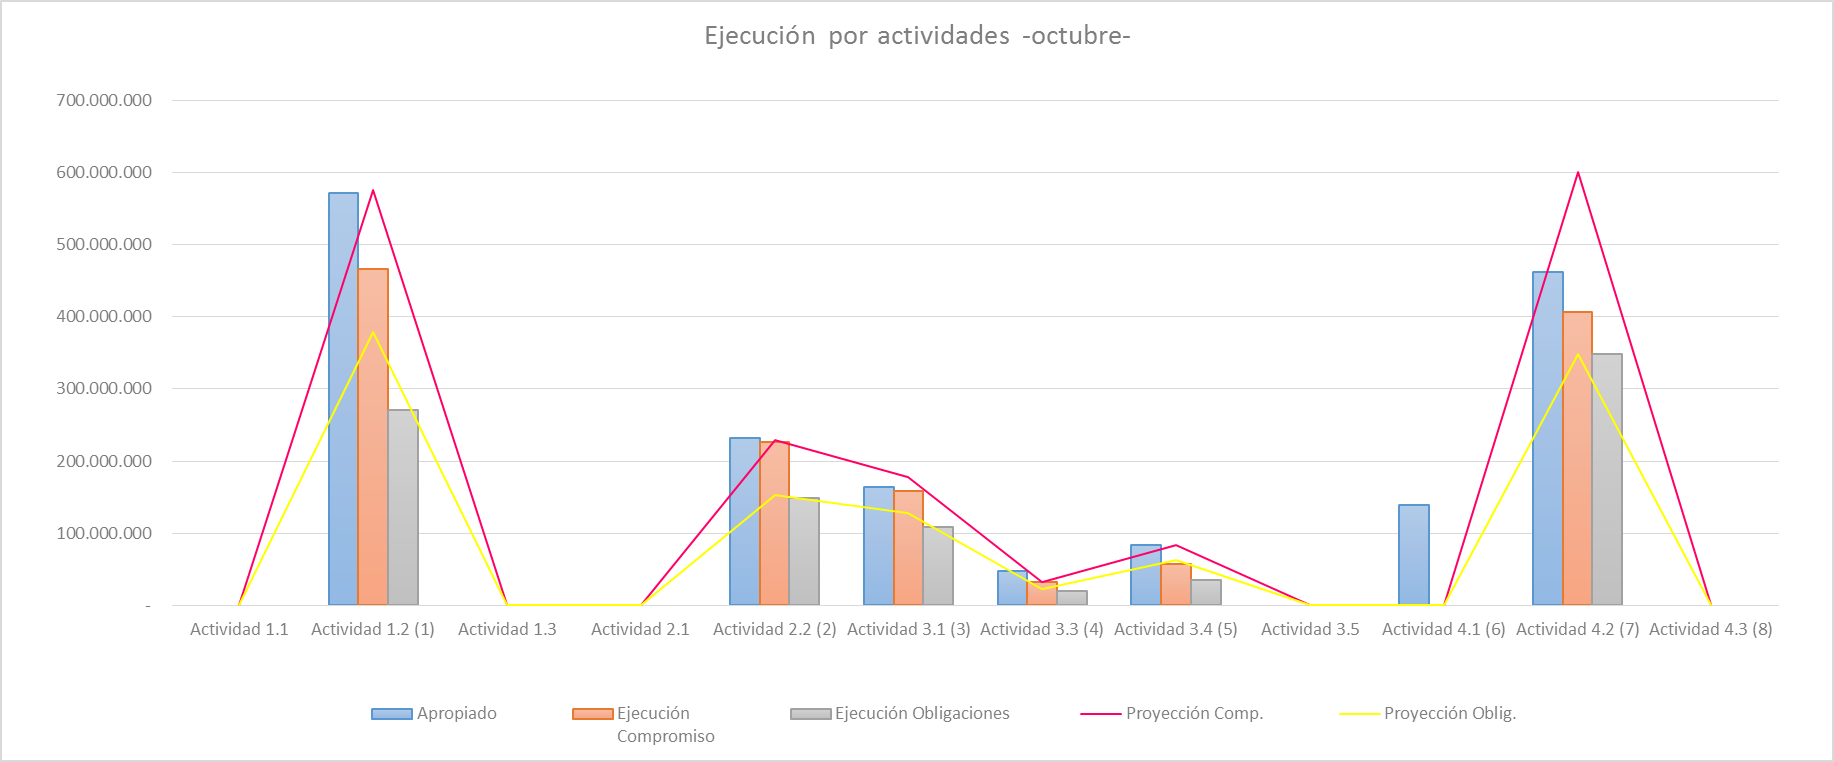 Ejecución por actividades -octubre-
700.000.000
600.000.000
500.000.000
400.000.000
300.000.000
200.000.000
100.000.000
-
Actividad 1.1 Actividad 1.2 (1) Actividad 1.3 Actividad 2.1 Actividad 2.2 (2) Actividad 3.1 (3) Actividad 3.3 (4) Actividad 3.4 (5) Actividad 3.5 Actividad 4.1 (6) Actividad 4.2 (7) Actividad 4.3 (8)
Apropiado Ejecución Compromiso Ejecución Obligaciones Proyección Comp. Proyección Oblig.